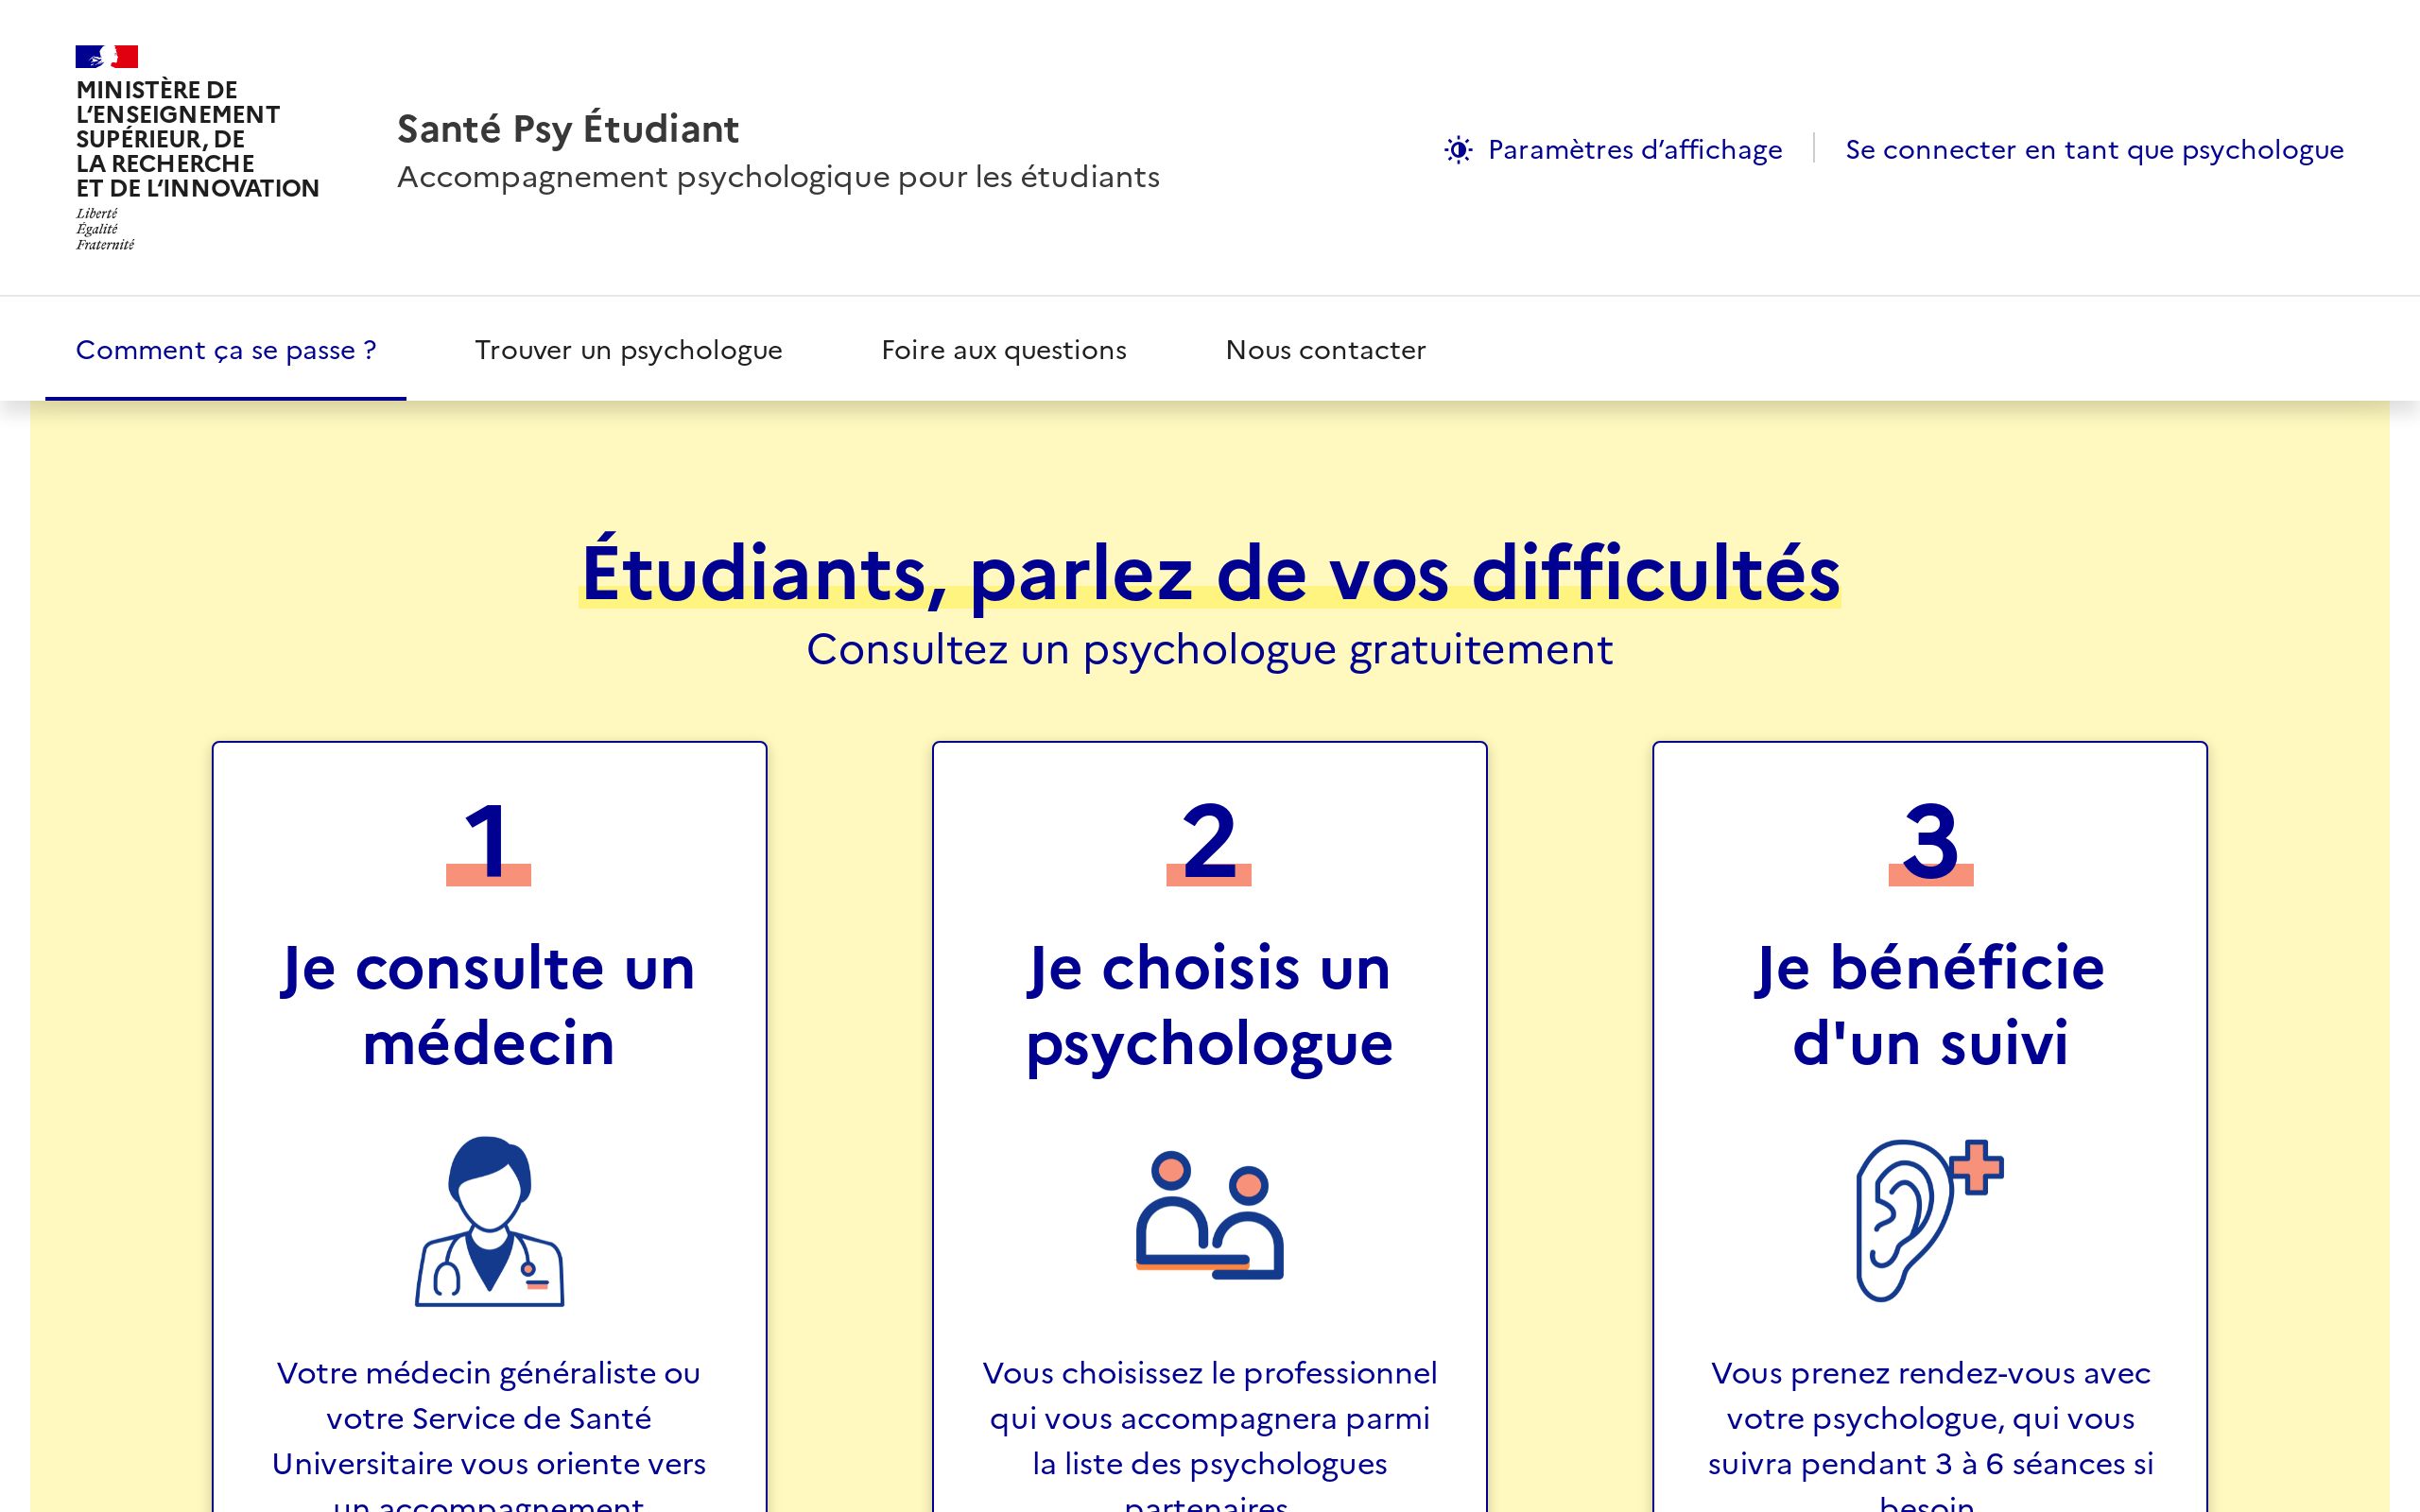 MINISTÈRE DE
L'ENSEIGNEMENT
SUPÉRIEUR, DE
LA RECHERCHE
ET DE L'INNOVATION
Liberté
Égalité
Fraternité
Santé Psy Étudiant
Accompagnement psychologique pour les étudiants
Paramètres d’affichage
Se connecter en tant que psychologue
Comment ça se passe ?
Trouver un psychologue
Foire aux questions
Nous contacter
Étudiants, parlez de vos difficultés
Consultez un psychologue gratuitement
1
Je consulte un
médecin
Votre médecin généraliste ou
votre Service de Santé
Universitaire vous oriente vers
un accompagnement
2
Je choisis un
psychologue
Vous choisissez le professionnel
qui vous accompagnera parmi
la liste des psychologues
partenaires.
3
Je bénéficie
d'un suivi
Vous prenez rendez-vous avec
votre psychologue, qui vous
suivra pendant 3 à 6 séances si
besoin.